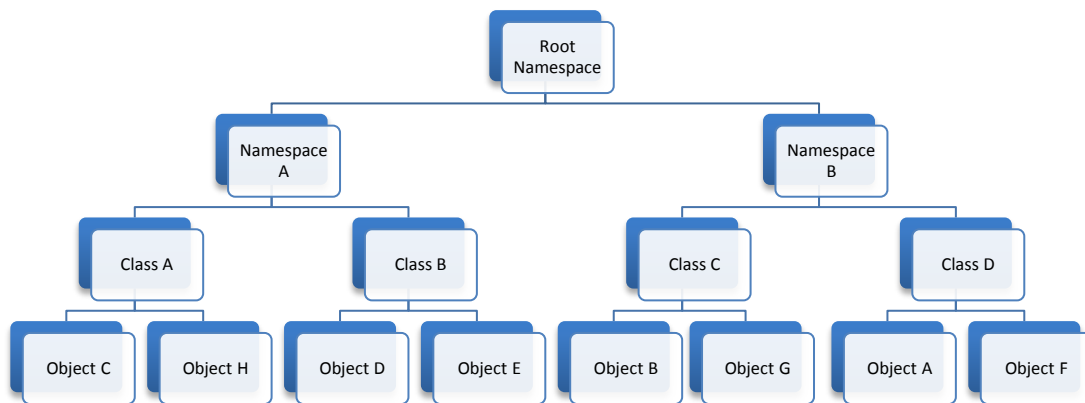 Root
Namespace
Namespace
A
Namespace
B
Class A
Class B
Class C
Class D
Object C
Object H
Object D
Object E
Object B
Object G
Object A
Object F